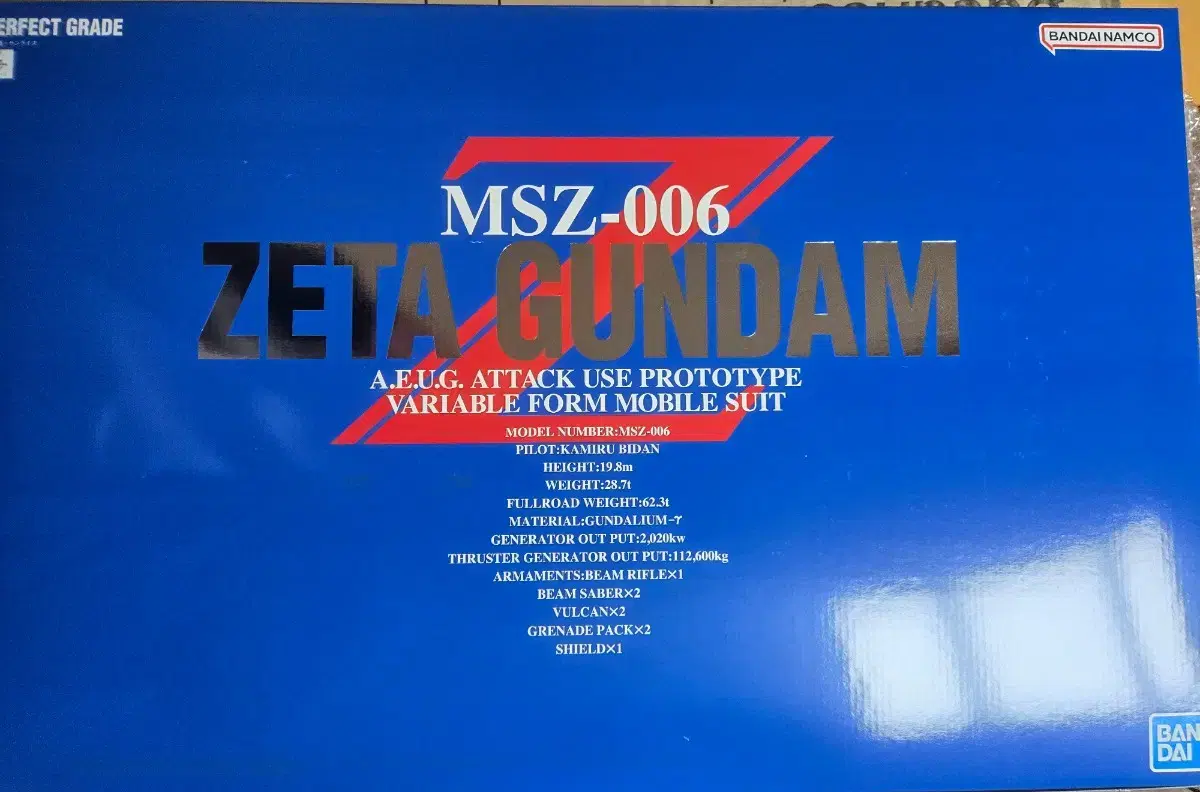 ERFECT GRADE
BANDAI NAMCO
MSZ-006
ZETA GUNDAM
A.E.U.G. ATTACK USE PROTOTYPE
VARIABLE FORM MOBILE SUIT
MODEL NUMBER:MSZ-006
PILOT:KAMIRU BIDAN
HEIGHT:19.8m
WEIGHT:28.7t
FULLROAD WEIGHT:62.3t
MATERIAL:GUNDALIUM-γ
GENERATOR OUT PUT:2,020kw
THRUSTER GENERATOR OUT PUT:112,600kg
ARMAMENTS:BEAM RIFLE×1
BEAM SABER×2
VULCAN×2
GRENADE PACK×2
SHIELD×1
BAN
DAI